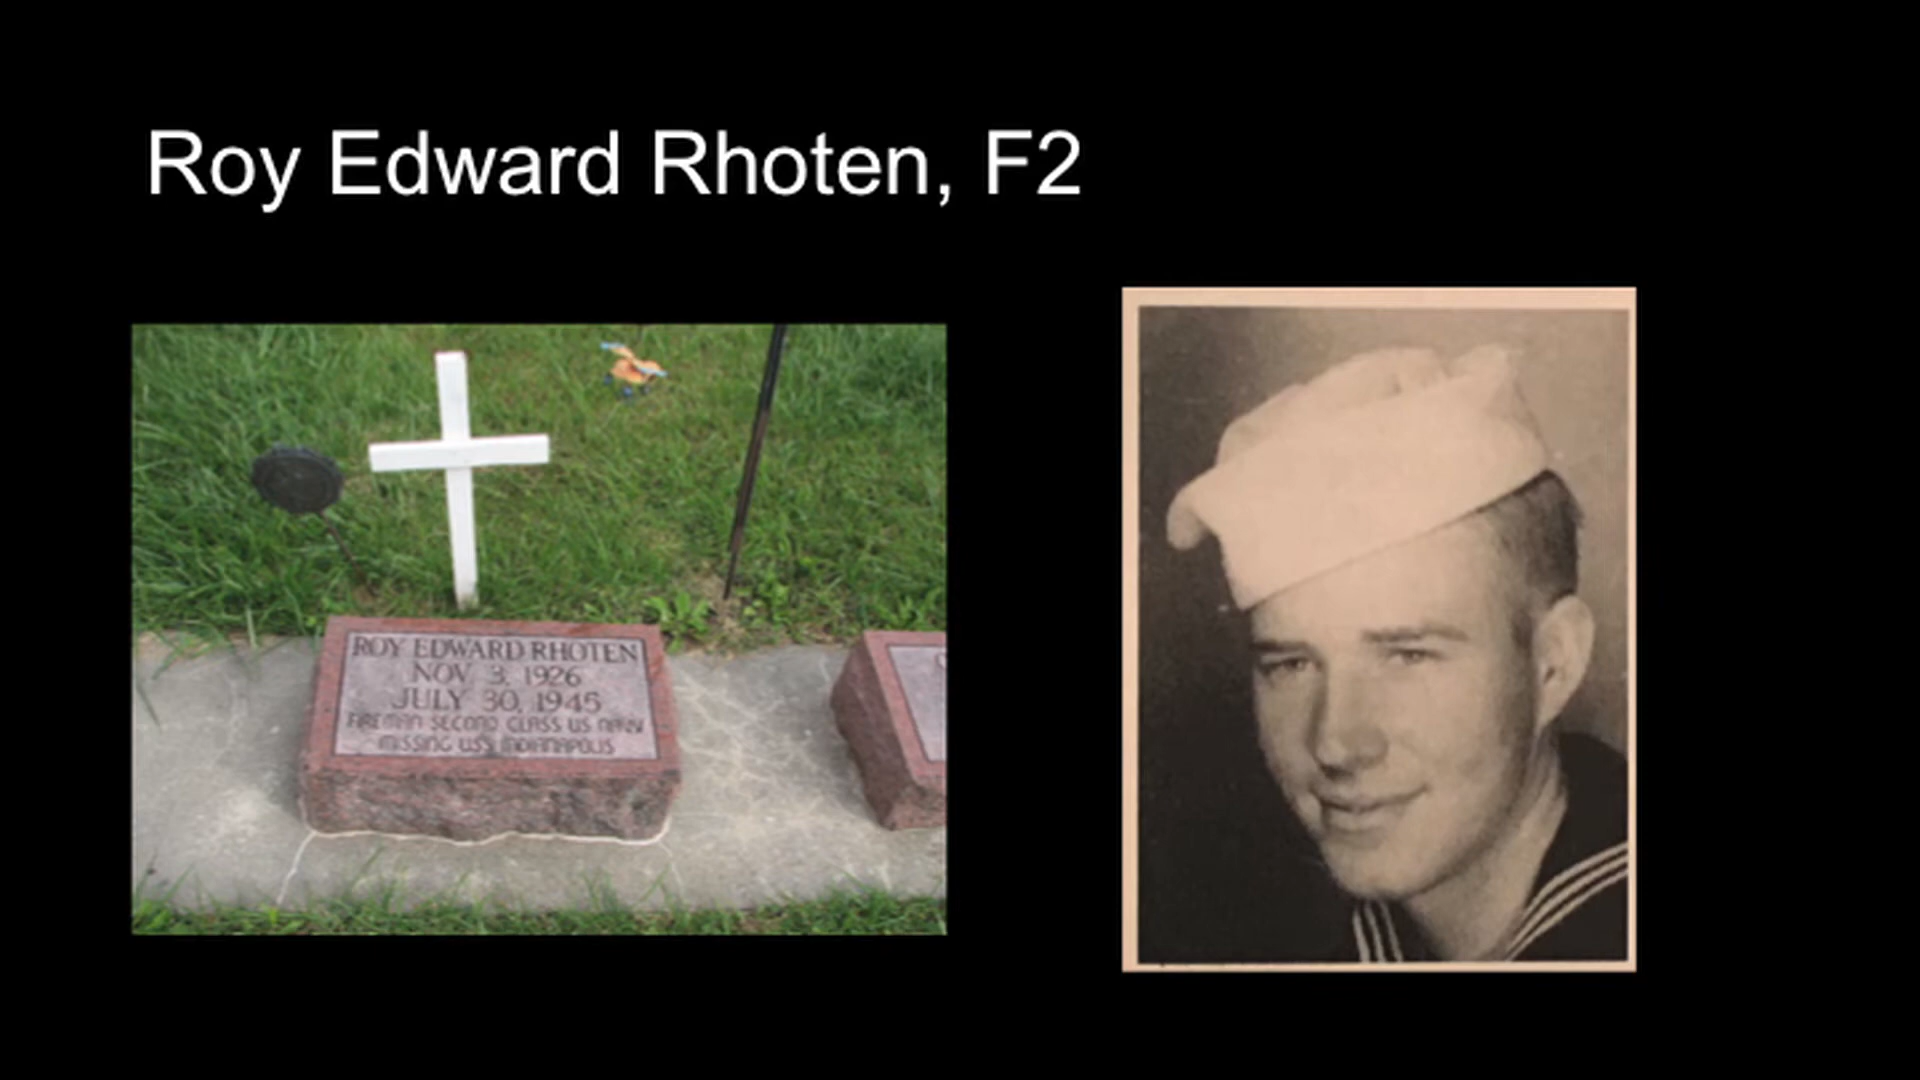 Roy Edward Rhoten, F2
ROY EDWARD RHOTEN
NOV 3, 1926
JULY 30, 1945
FIREMAN SECOND CLASS US NAVY
MISSING USS INDIANAPOLIS